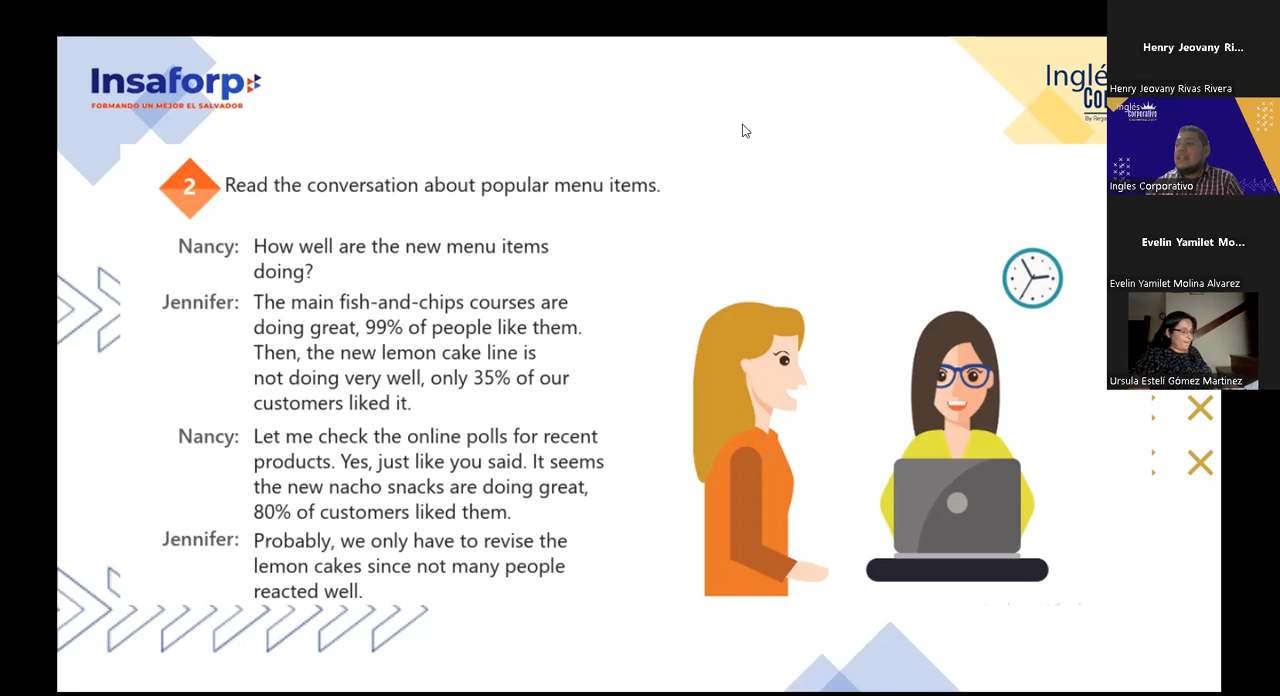 Insaforp
FORMANDO UN MEJOR EL SALVADOR
2
Read the conversation about popular menu items.
Nancy: How well are the new menu items
doing?
Jennifer: The main fish-and-chips courses are
doing great, 99% of people like them.
Then, the new lemon cake line is
not doing very well, only 35% of our
customers liked it.
Nancy: Let me check the online polls for recent
products. Yes, just like you said. It seems
the new nacho snacks are doing great,
80% of customers liked them.
Jennifer: Probably, we only have to revise the
lemon cakes since not many people
reacted well.
Henry Jeovany Ri...
Henry Jeovany Rivas Rivera
Inglés
Corporativo
Ingles Corporativo
Evelin Yamilet Mo...
Evelin Yamilet Molina Alvarez
Ursula Estelí Gómez Martinez